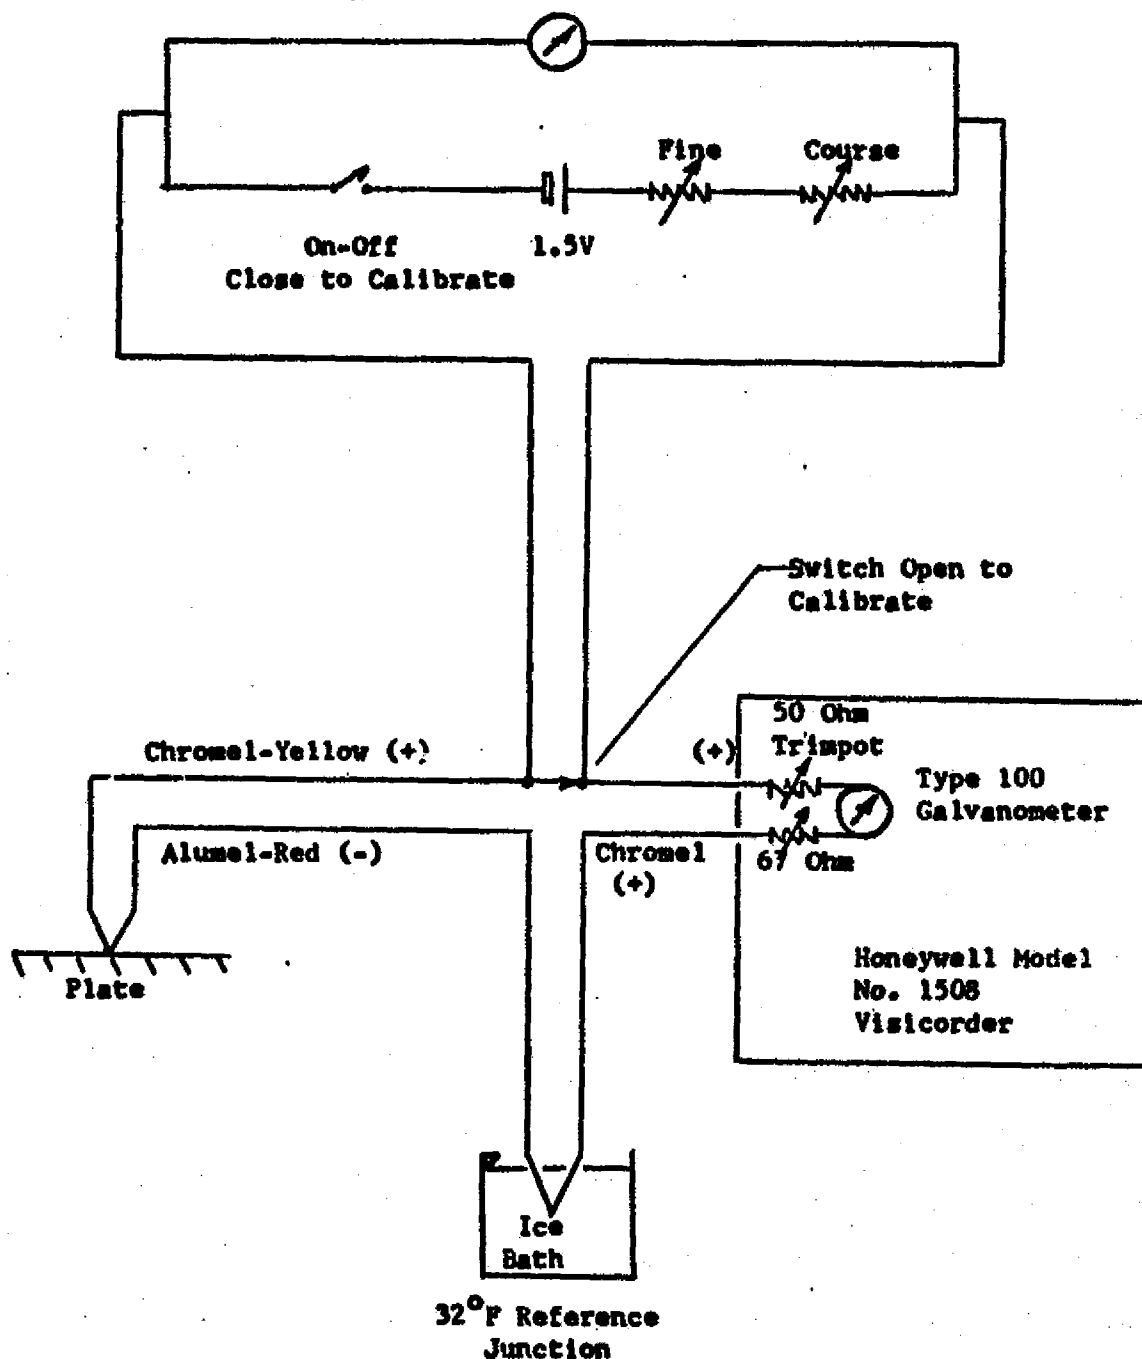 Fine
Course
On-Off
Close to Calibrate
1.5V
Switch Open to
Calibrate
Chromel-Yellow (+)
(+)
50 Ohm
Trimpot
Type 100
Galvanometer
Alumel-Red (-)
Chromel
(+)
67 Ohm
Plate
Honeywell Model
No. 1508
Visicorder
Ice
Bath
32°F Reference
Junction